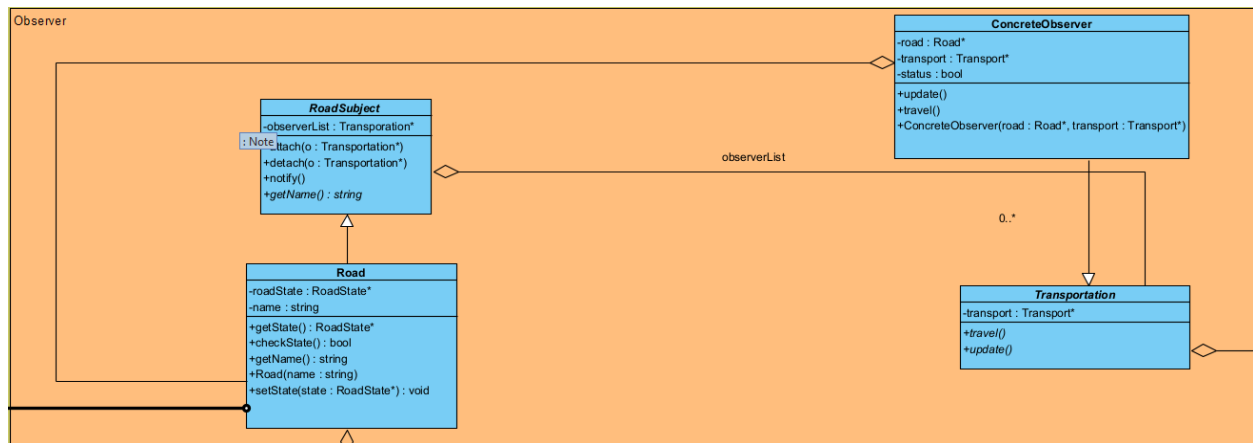 Observer
ConcreteObserver
-road : Road*
-transport : Transport*
-status : bool
+update()
+travel()
+ConcreteObserver(road : Road*, transport : Transport*)
RoadSubject
-observerList : Transporation*
: Note
attach(o : Transportation*)
+detach(o : Transportation*)
+notify()
+getName() : string
observerList
0..*
Road
-roadState : RoadState*
-name : string
+getState() : RoadState*
+checkState() : bool
+getName() : string
+Road(name : string)
+setState(state : RoadState*) : void
Transportation
-transport : Transport*
+travel()
+update()